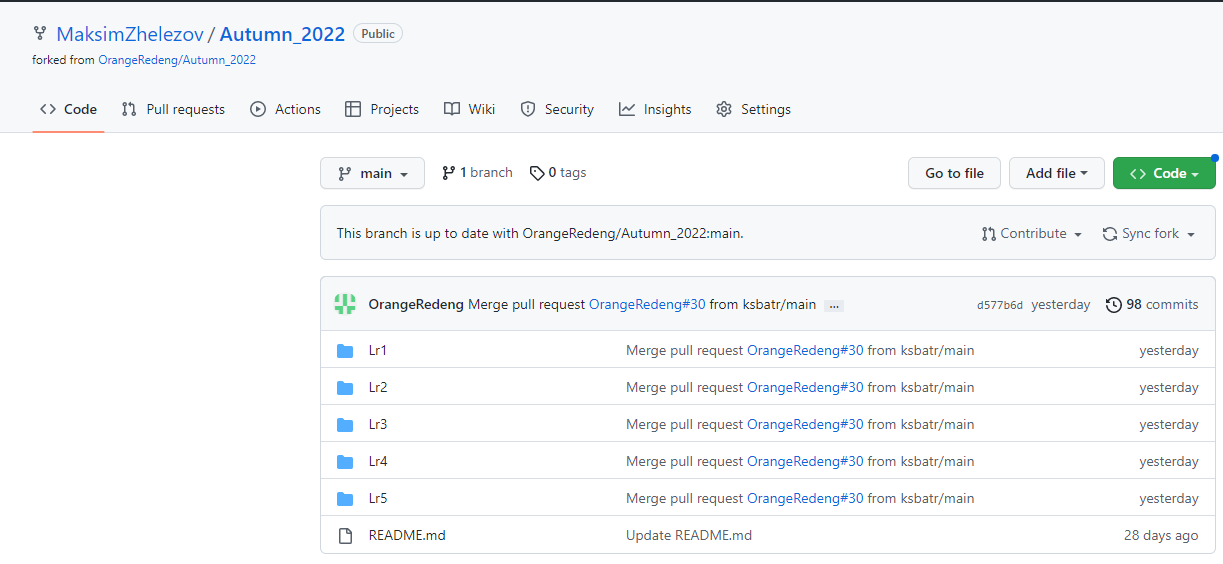 MaksimZhelezov / Autumn_2022 Public
forked from OrangeRedeng/Autumn_2022
Code Pull requests Actions Projects Wiki Security Insights Settings
main 1 branch 0 tags Go to file Add file Code
This branch is up to date with OrangeRedeng/Autumn_2022:main. Contribute Sync fork
OrangeRedeng Merge pull request OrangeRedeng#30 from ksbatr/main ... d577b6d yesterday 98 commits
Lr1 Merge pull request OrangeRedeng#30 from ksbatr/main yesterday
Lr2 Merge pull request OrangeRedeng#30 from ksbatr/main yesterday
Lr3 Merge pull request OrangeRedeng#30 from ksbatr/main yesterday
Lr4 Merge pull request OrangeRedeng#30 from ksbatr/main yesterday
Lr5 Merge pull request OrangeRedeng#30 from ksbatr/main yesterday
README.md Update README.md 28 days ago